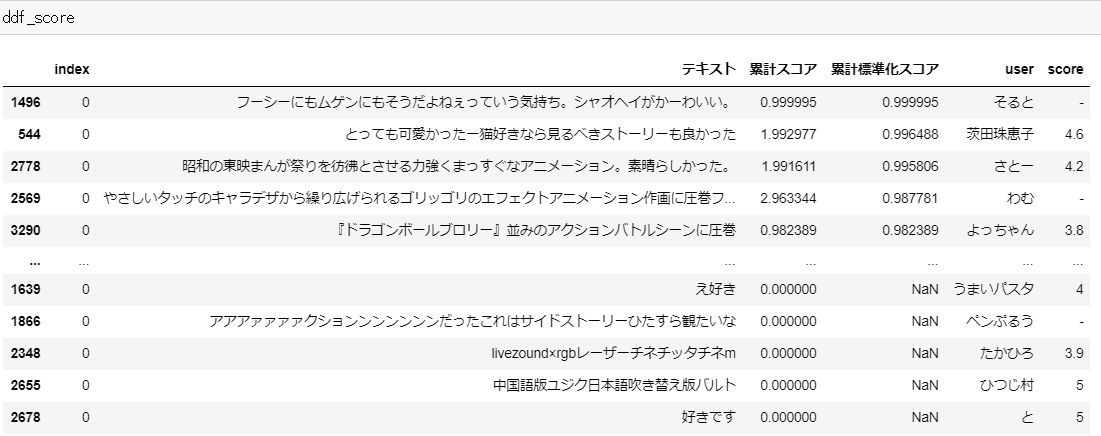 ddf_score
index テキスト 累計スコア 累計標準化スコア user score
1496 0 フーシーにもムゲンにもそうだよねぇっていう気持ち。シャオヘイがかーわいい。 0.999995 0.999995 そると -
544 0 とっても可愛かったー猫好きなら見るべきストーリーも良かった 1.992977 0.996488 茨田珠恵子 4.6
2778 0 昭和の東映まんが祭りを彷彿とさせる力強くまっすぐなアニメーション。素晴らしかった。 1.991611 0.995806 さとー 4.2
2569 0 やさしいタッチのキャラデザから繰り広げられるゴリッゴリのエフェクトアニメーション作画に圧巻フ... 2.963344 0.987781 わむ -
3290 0 『ドラゴンボールブロリー』並みのアクションバトルシーンに圧巻 0.982389 0.982389 よっちゃん 3.8
... ... ... ... ... ... ...
1639 0 え好き 0.000000 NaN うまいパスタ 4
1866 0 アアアァァァァクションンンンンンンだったこれはサイドストーリーひたすら観たいな 0.000000 NaN ペンぷるう -
2348 0 livezound×rgbレーザーチネチッタチネm 0.000000 NaN たかひろ 3.9
2655 0 中国語版ユジク日本語吹き替え版バルト 0.000000 NaN ひつじ村 5
2678 0 好きです 0.000000 NaN と 5